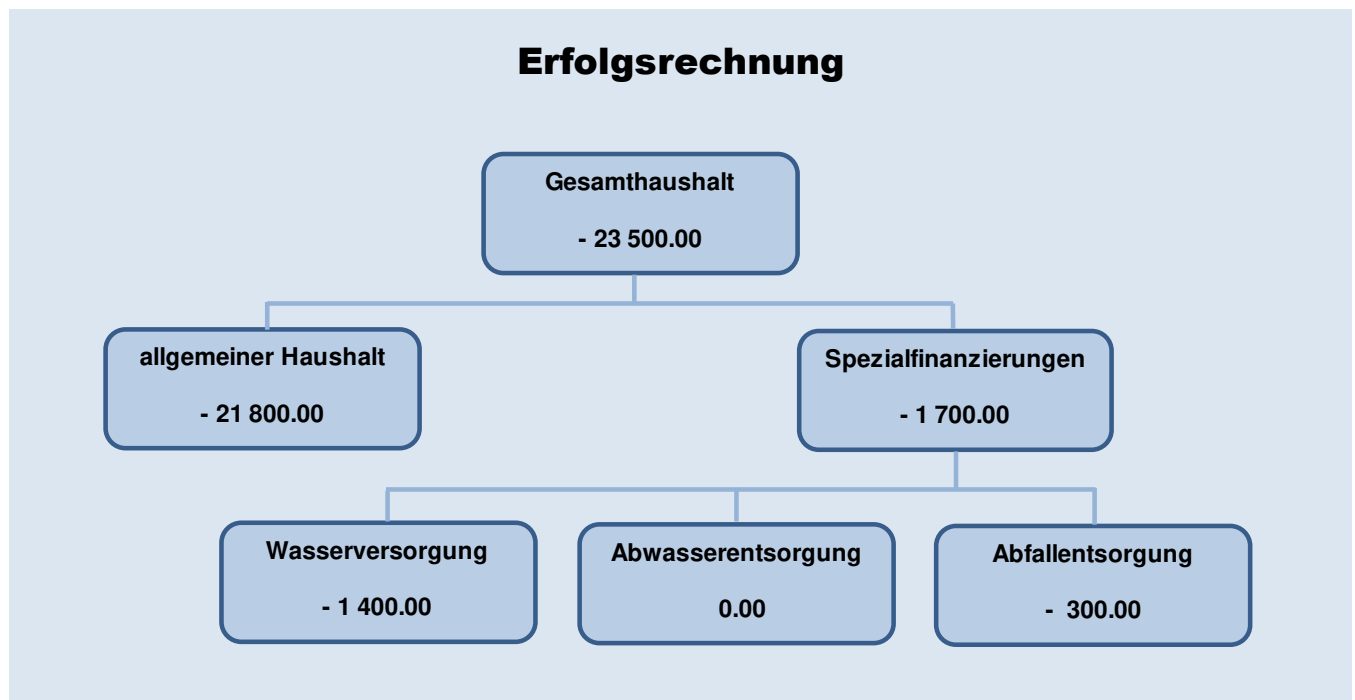 Erfolgsrechnung
Gesamthaushalt
- 23 500.00
allgemeiner Haushalt
- 21 800.00
Spezialfinanzierungen
- 1 700.00
Wasserversorgung
- 1 400.00
Abwasserentsorgung
0.00
Abfallentsorgung
-  300.00